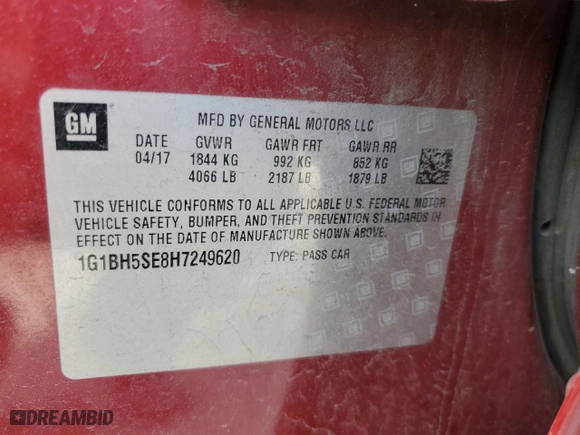 GM
MFD BY GENERAL MOTORS LLC
DATE GVWR GAWR FRT GAWR RR
04/17 1844 KG 992 KG 852 KG
4066 LB 2187 LB 1879 LB
THIS VEHICLE CONFORMS TO ALL APPLICABLE U.S. FEDERAL MOTOR
VEHICLE SAFETY, BUMPER, AND THEFT PREVENTION STANDARDS IN
EFFECT ON THE DATE OF MANUFACTURE SHOWN ABOVE.
1G1BH5SE8H7249620 TYPE: PASS CAR
DREAMBID